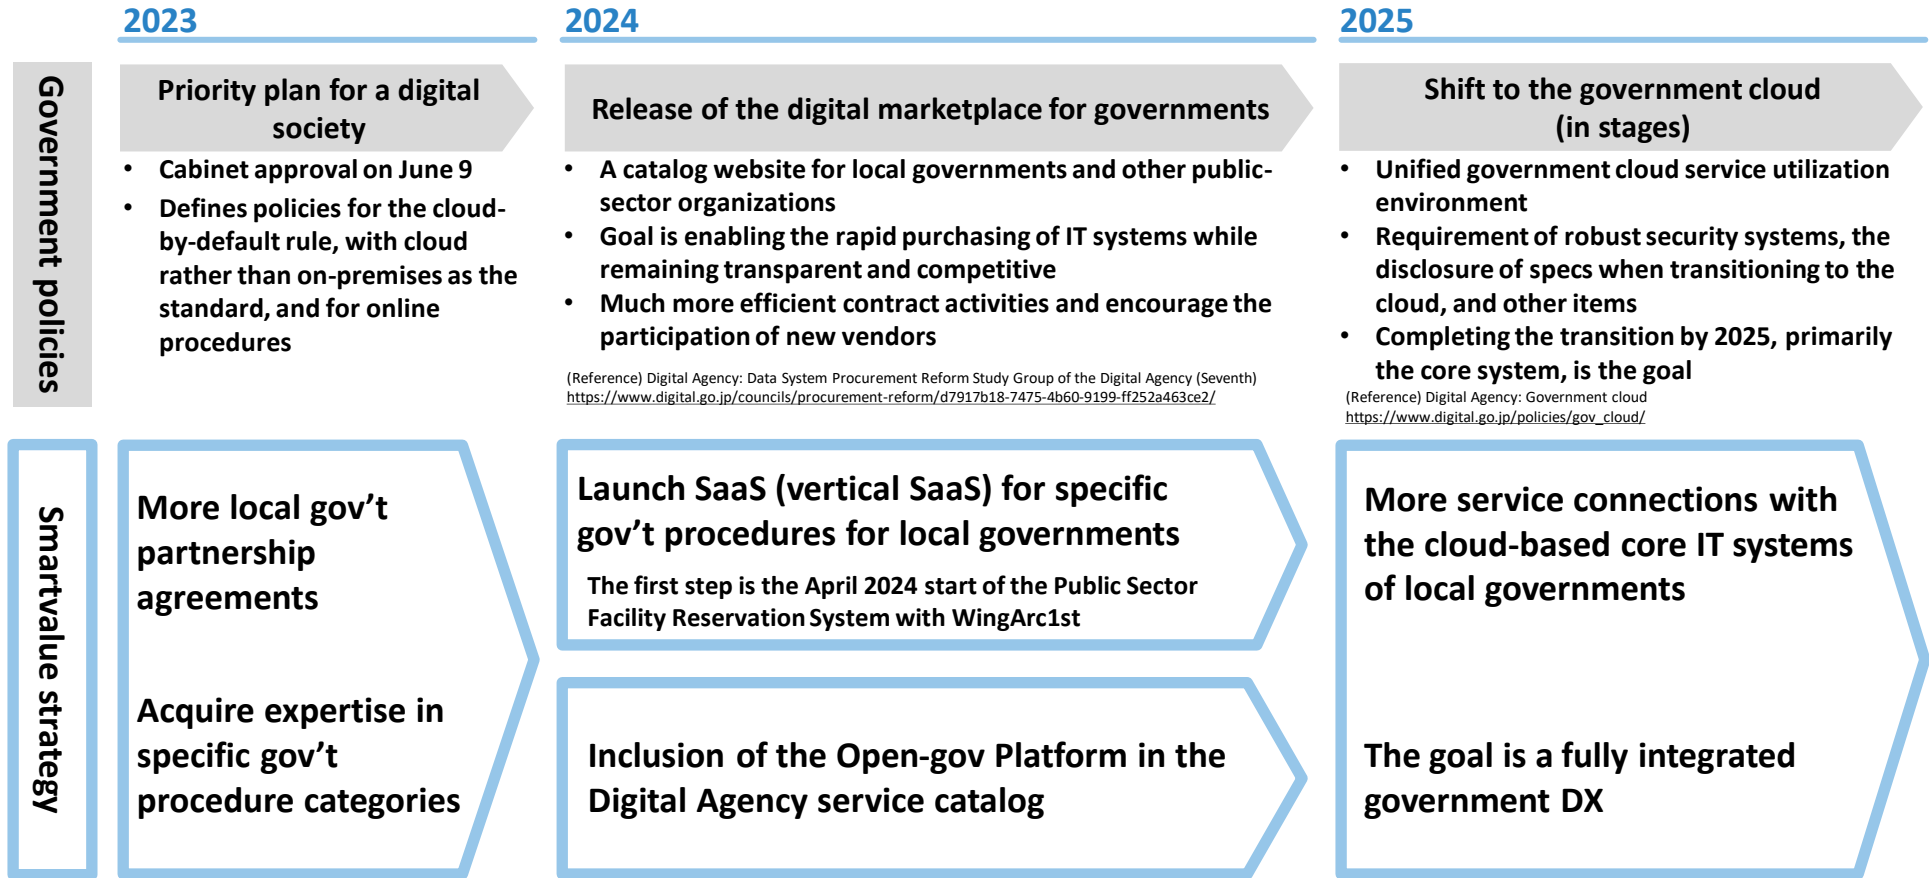 2023
2024
2025
Government policies
Priority plan for a digital
society
• Cabinet approval on June 9
• Defines policies for the cloud-
by-default rule, with cloud
rather than on-premises as the
standard, and for online
procedures
Release of the digital marketplace for governments
• A catalog website for local governments and other public-
sector organizations
• Goal is enabling the rapid purchasing of IT systems while
remaining transparent and competitive
• Much more efficient contract activities and encourage the
participation of new vendors
(Reference) Digital Agency: Data System Procurement Reform Study Group of the Digital Agency (Seventh)
https://www.digital.go.jp/councils/procurement-reform/d7917b18-7475-4b60-9199-ff252a463ce2/
Shift to the government cloud
(in stages)
• Unified government cloud service utilization
environment
• Requirement of robust security systems, the
disclosure of specs when transitioning to the
cloud, and other items
• Completing the transition by 2025, primarily
the core system, is the goal
(Reference) Digital Agency: Government cloud
https://www.digital.go.jp/policies/gov_cloud/
Smartvalue strategy
More local gov’t
partnership
agreements
Acquire expertise in
specific gov’t
procedure categories
Launch SaaS (vertical SaaS) for specific
gov’t procedures for local governments
The first step is the April 2024 start of the Public Sector
Facility Reservation System with WingArc1st
Inclusion of the Open-gov Platform in the
Digital Agency service catalog
More service connections with
the cloud-based core IT systems
of local governments
The goal is a fully integrated
government DX